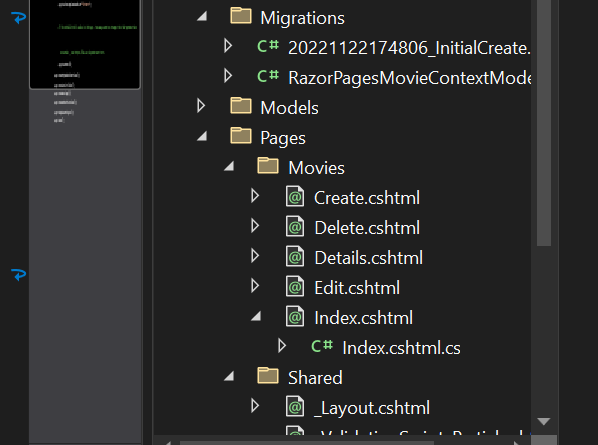 Migrations
C# 20221122174806_InitialCreate.
C# RazorPagesMovieContextMode
Models
Pages
Movies
@ Create.cshtml
@ Delete.cshtml
@ Details.cshtml
@ Edit.cshtml
@ Index.cshtml
C# Index.cshtml.cs
Shared
@ _Layout.cshtml